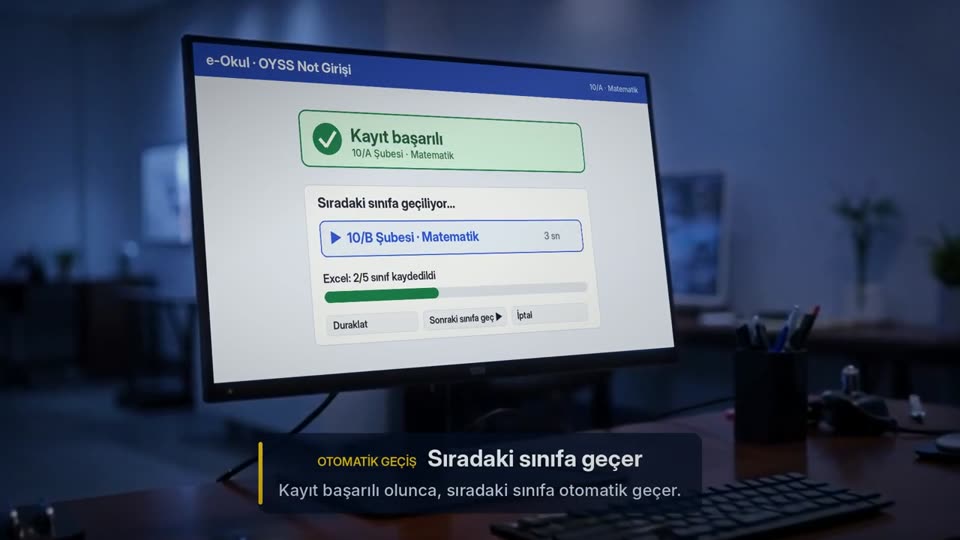 e-Okul · OYSS Not Girişi
10/A · Matematik
Kayıt başarılı
10/A Şubesi · Matematik
Sıradaki sınıfa geçiliyor...
▶ 10/B Şubesi · Matematik
3 sn
Excel: 2/5 sınıf kaydedildi
Duraklat
Sonraki sınıfa geç ▶
İptal
OTOMATİK GEÇİŞ Sıradaki sınıfa geçer
Kayıt başarılı olunca, sıradaki sınıfa otomatik geçer.